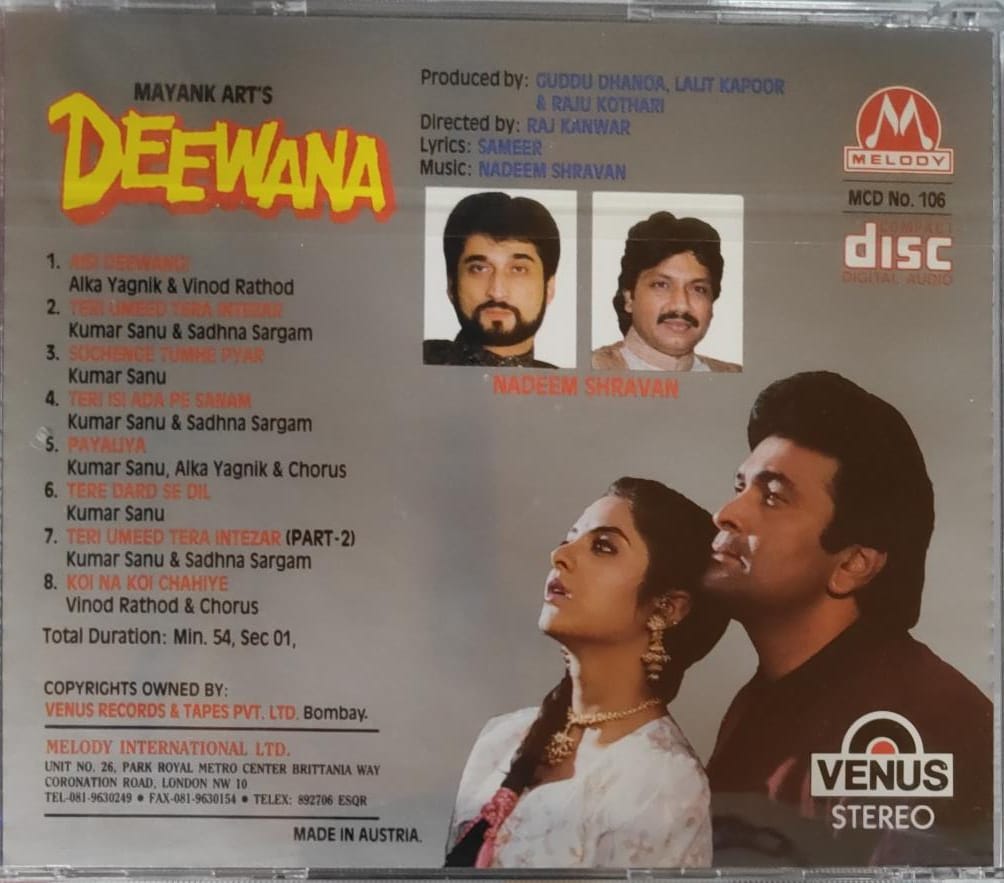 MAYANK ART'S
DEEWANA
1. AISI DEEWANGI
Alka Yagnik & Vinod Rathod
2. TERI UMEED TERA INTEZAR
Kumar Sanu & Sadhna Sargam
3. SOCHENGE TUMHE PYAR
Kumar Sanu
4. TERI ISI ADA PE SANAM
Kumar Sanu & Sadhna Sargam
5. PAYALIYA
Kumar Sanu, Alka Yagnik & Chorus
6. TERE DARD SE DIL
Kumar Sanu
7. TERI UMEED TERA INTEZAR (PART-2)
Kumar Sanu & Sadhna Sargam
8. KOI NA KOI CHAHIYE
Vinod Rathod & Chorus
Total Duration: Min. 54, Sec 01,
COPYRIGHTS OWNED BY:
VENUS RECORDS & TAPES PVT. LTD. Bombay.
MELODY INTERNATIONAL LTD.
UNIT NO. 26, PARK ROYAL METRO CENTER BRITTANIA WAY
CORONATION ROAD, LONDON NW 10
TEL-081-9630249 • FAX-081-9630154 • TELEX: 892706 ESQR
MADE IN AUSTRIA.
Produced by: GUDDU DHANOA, LALIT KAPOOR
& RAJU KOTHARI
Directed by: RAJ KANWAR
Lyrics: SAMEER
Music: NADEEM SHRAVAN
NADEEM SHRAVAN
MELODY
MCD No. 106
COMPACT
disc
DIGITAL AUDIO
VENUS
STEREO